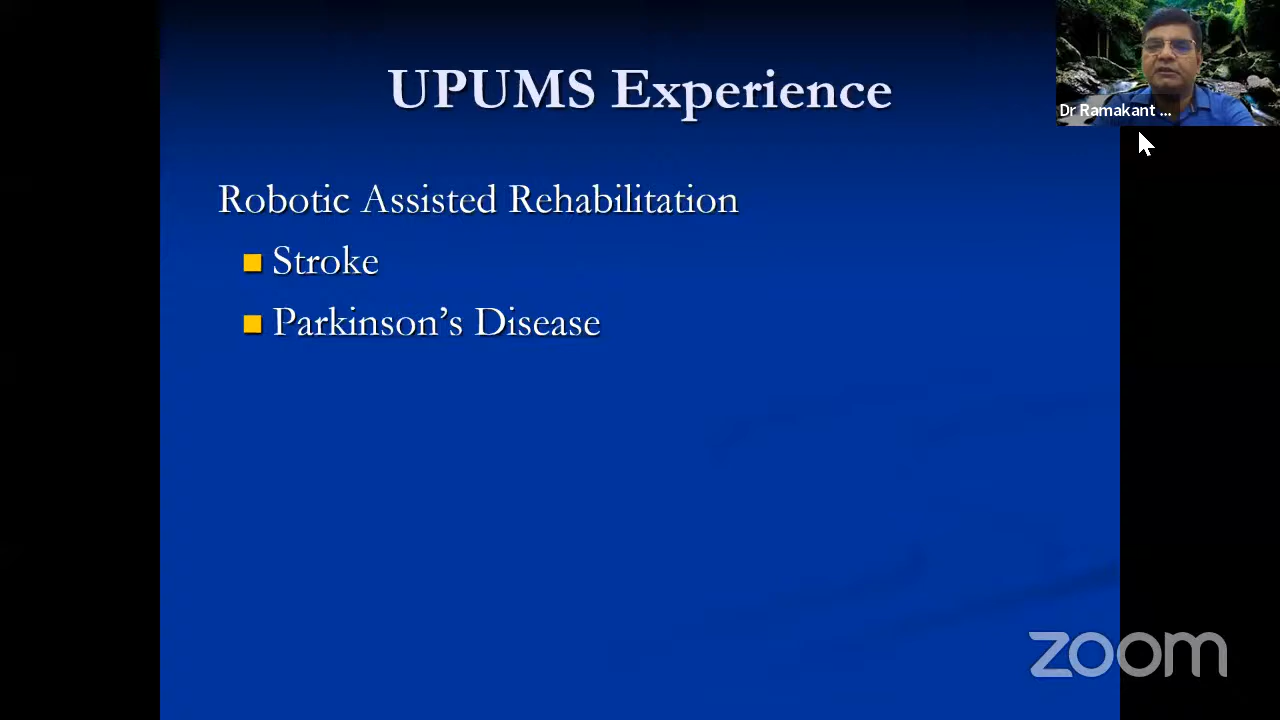 UPUMS Experience
Dr Ramakant ...
Robotic Assisted Rehabilitation
Stroke
Parkinson’s Disease
zoom